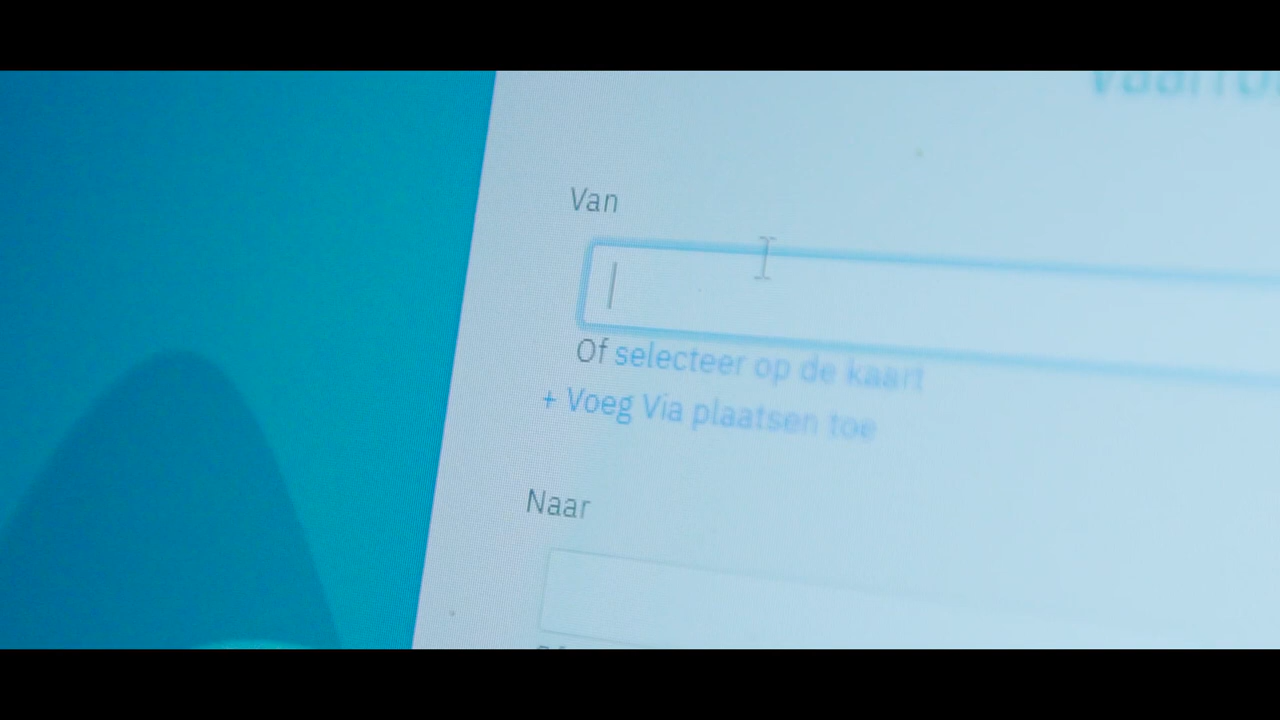 Van
Of selecteer op de kaart
+ Voeg Via plaatsen toe
Naar